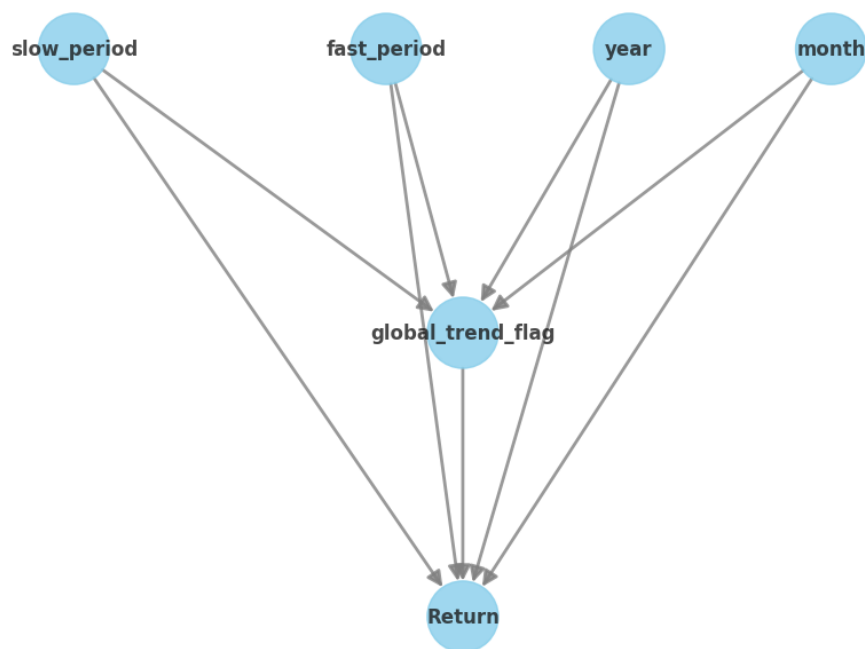 slow_period
fast_period
year
month
global_trend_flag
Return